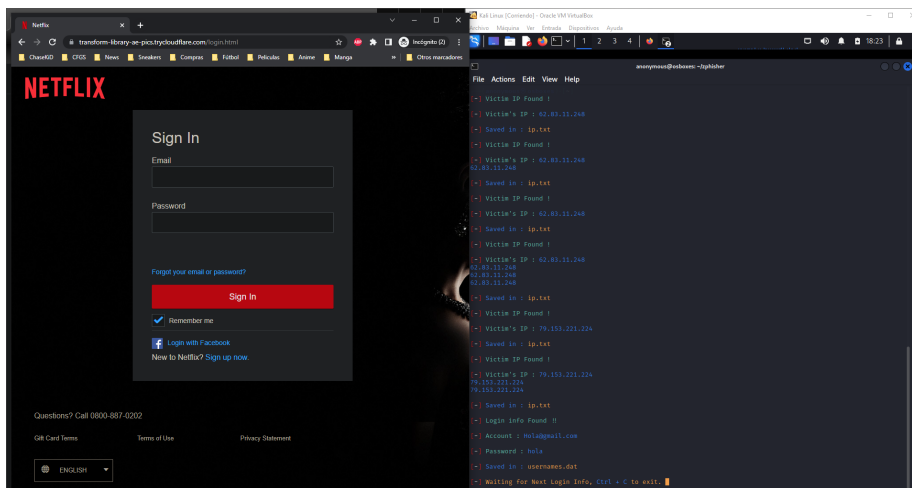 Netflix
transform-library-ae-pics.trycloudflare.com/login.html
Incógnito (2)
ChaseKiD
CFGS
News
Sneakers
Compras
Fútbol
Peliculas
Anime
Manga
»
Otros marcadores
NETFLIX
Sign In
Email
Password
Forgot your email or password?
Sign In
Remember me
Login with Facebook
New to Netflix? Sign up now.
Questions? Call 0800-887-0202
Gift Card Terms
Terms of Use
Privacy Statement
ENGLISH
Kali Linux [Corriendo] - Oracle VM VirtualBox
Archivo Máquina Ver Entrada Dispositivos Ayuda
1 2 3 4
18:23
anonymous@osboxes: ~/zphisher
File Actions Edit View Help
[-] Victim IP Found !
[-] Victim's IP : 62.83.11.248
[-] Saved in : ip.txt
[-] Victim IP Found !
[-] Victim's IP : 62.83.11.248
62.83.11.248
[-] Saved in : ip.txt
[-] Victim IP Found !
[-] Victim's IP : 62.83.11.248
[-] Saved in : ip.txt
[-] Victim IP Found !
[-] Victim's IP : 62.83.11.248
62.83.11.248
62.83.11.248
62.83.11.248
[-] Saved in : ip.txt
[-] Victim IP Found !
[-] Victim's IP : 79.153.221.224
[-] Saved in : ip.txt
[-] Victim IP Found !
[-] Victim's IP : 79.153.221.224
79.153.221.224
79.153.221.224
[-] Saved in : ip.txt
[-] Login info Found !!
[-] Account : Hola@gmail.com
[-] Password : hola
[-] Saved in : usernames.dat
[-] Waiting For Next Login Info, Ctrl + C to exit.